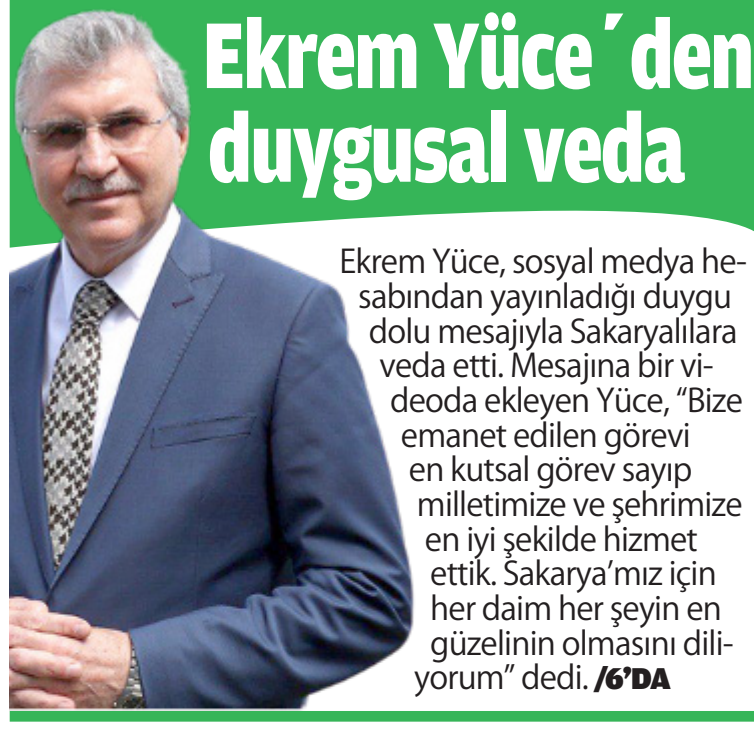 Ekrem Yüce´den
duygusal veda
Ekrem Yüce, sosyal medya he-
sabından yayınladığı duygu
dolu mesajıyla Sakaryalılara
veda etti. Mesajına bir vi-
deoda ekleyen Yüce, “Bize
emanet edilen görevi
en kutsal görev sayıp
milletimize ve şehrimize
en iyi şekilde hizmet
ettik. Sakarya’mız için
her daim her şeyin en
güzelinin olmasını dili-
yorum” dedi. /6’DA